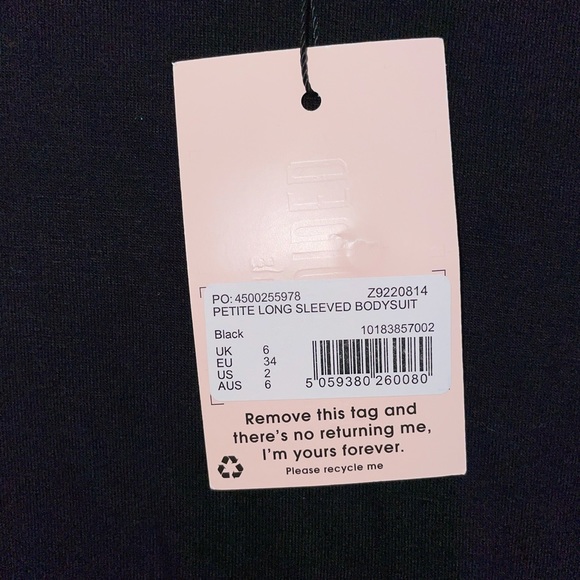 PO: 4500255978 Z9220814
PETITE LONG SLEEVED BODYSUIT
Black 10183857002
UK 6
EU 34
US 2
AUS 6
5 059380 260080
Remove this tag and
there's no returning me,
I'm yours forever.
Please recycle me